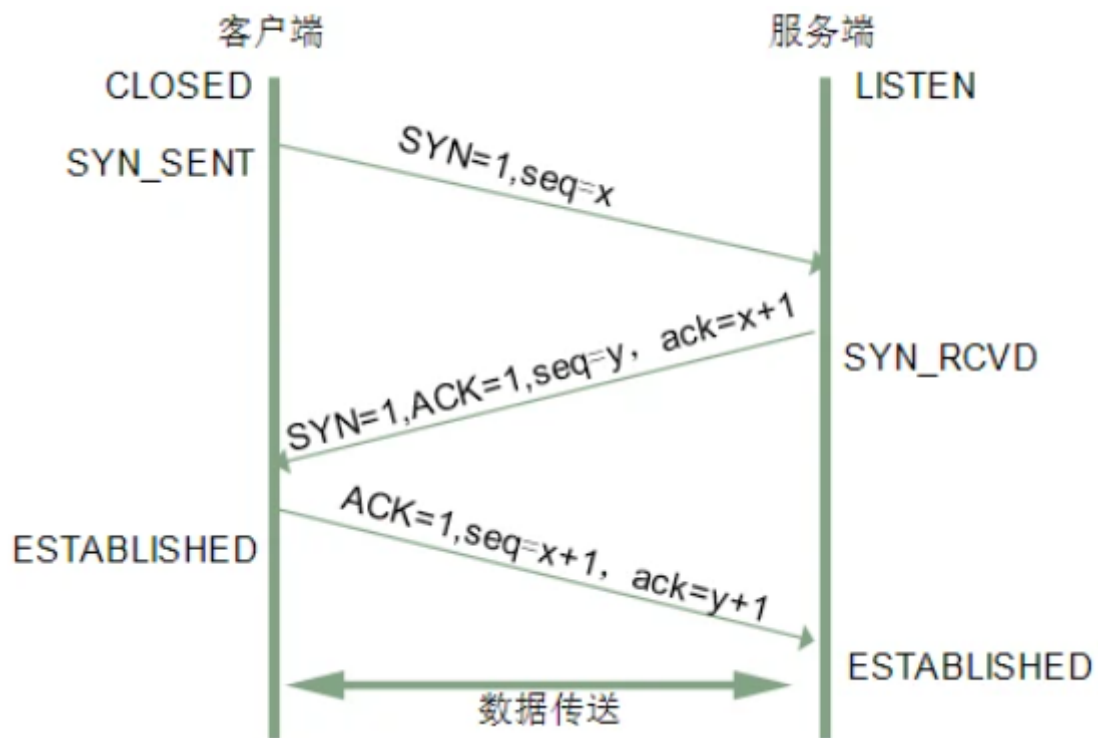 客户端
服务端
CLOSED
LISTEN
SYN_SENT
SYN=1,seq=x
SYN=1,ACK=1,seq=y，ack=x+1
SYN_RCVD
ACK=1,seq=x+1，ack=y+1
ESTABLISHED
ESTABLISHED
数据传送